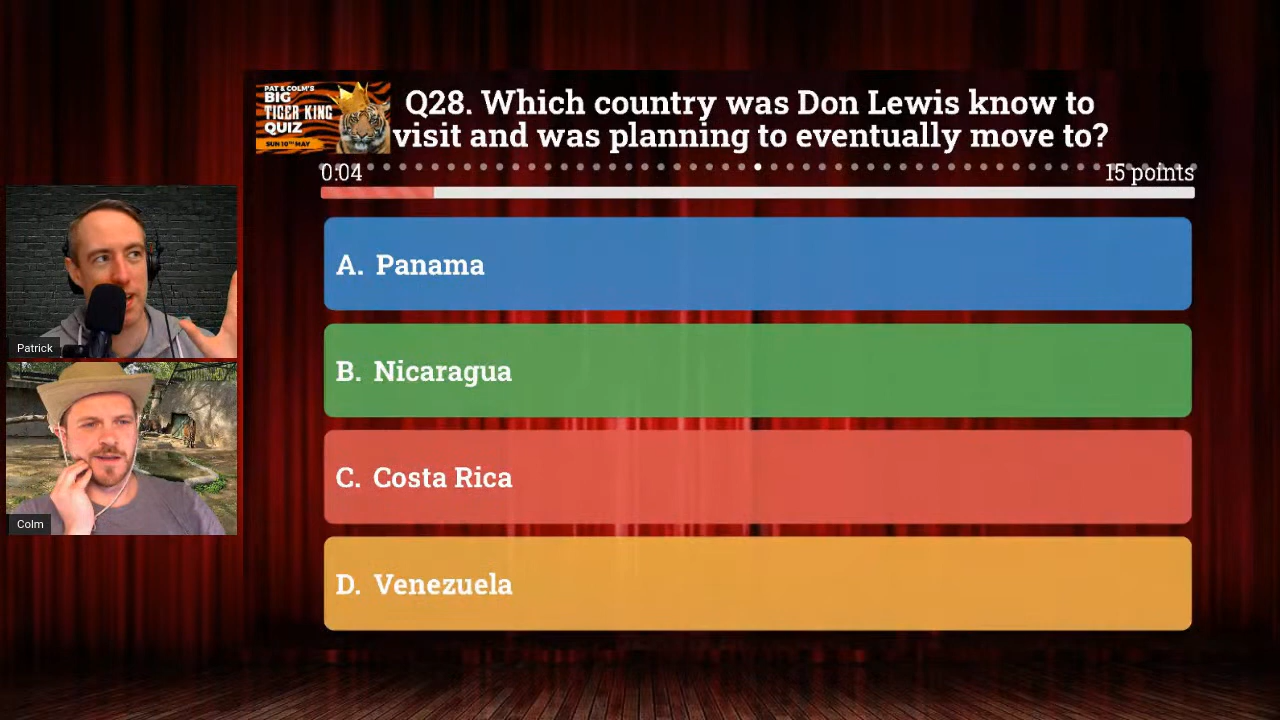 PAT & COLM'S
BIG
TIGER KING
QUIZ
SUN 10TH MAY
Q28. Which country was Don Lewis know to
visit and was planning to eventually move to?
0:04
15 points
A. Panama
B. Nicaragua
C. Costa Rica
D. Venezuela
Patrick
Colm